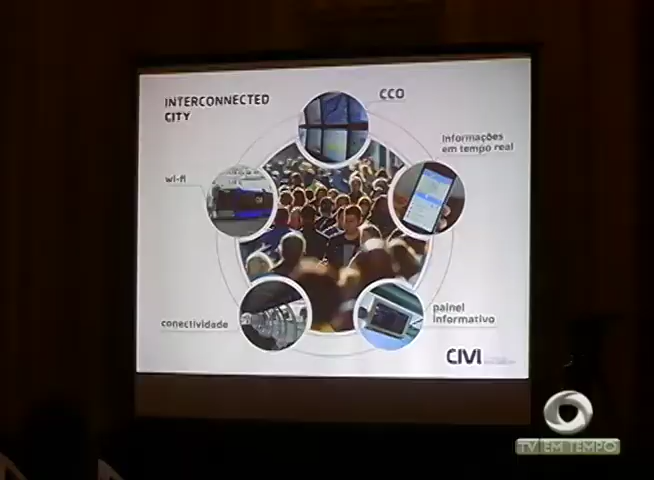 INTERCONNECTED
CITY
CCO
Informações
em tempo real
wi-fi
conectividade
painel
informativo
CIVI
TV EM TEMPO